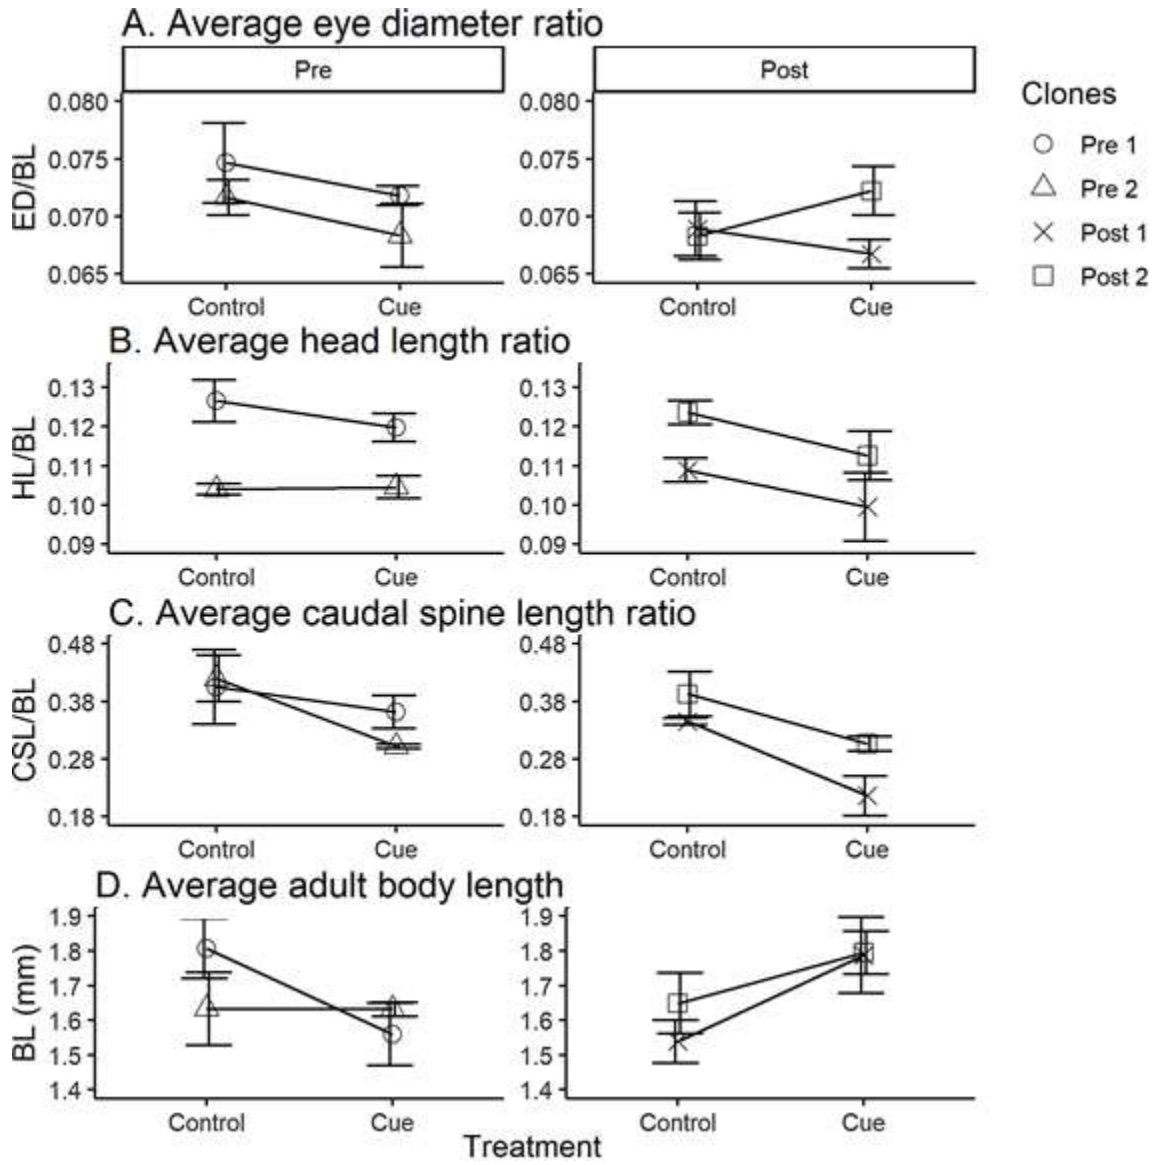 A. Average eye diameter ratio
Pre
Post
ED/BL
0.080
0.075
0.070
0.065
0.080
0.075
0.070
0.065
Control
Cue
Control
Cue
Clones
Pre 1
Pre 2
Post 1
Post 2
B. Average head length ratio
HL/BL
0.13
0.12
0.11
0.10
0.09
0.13
0.12
0.11
0.10
0.09
Control
Cue
Control
Cue
C. Average caudal spine length ratio
CSL/BL
0.48
0.38
0.28
0.18
0.48
0.38
0.28
0.18
Control
Cue
Control
Cue
D. Average adult body length
BL (mm)
1.9
1.8
1.7
1.6
1.5
1.4
1.9
1.8
1.7
1.6
1.5
1.4
Control
Cue
Control
Cue
Treatment